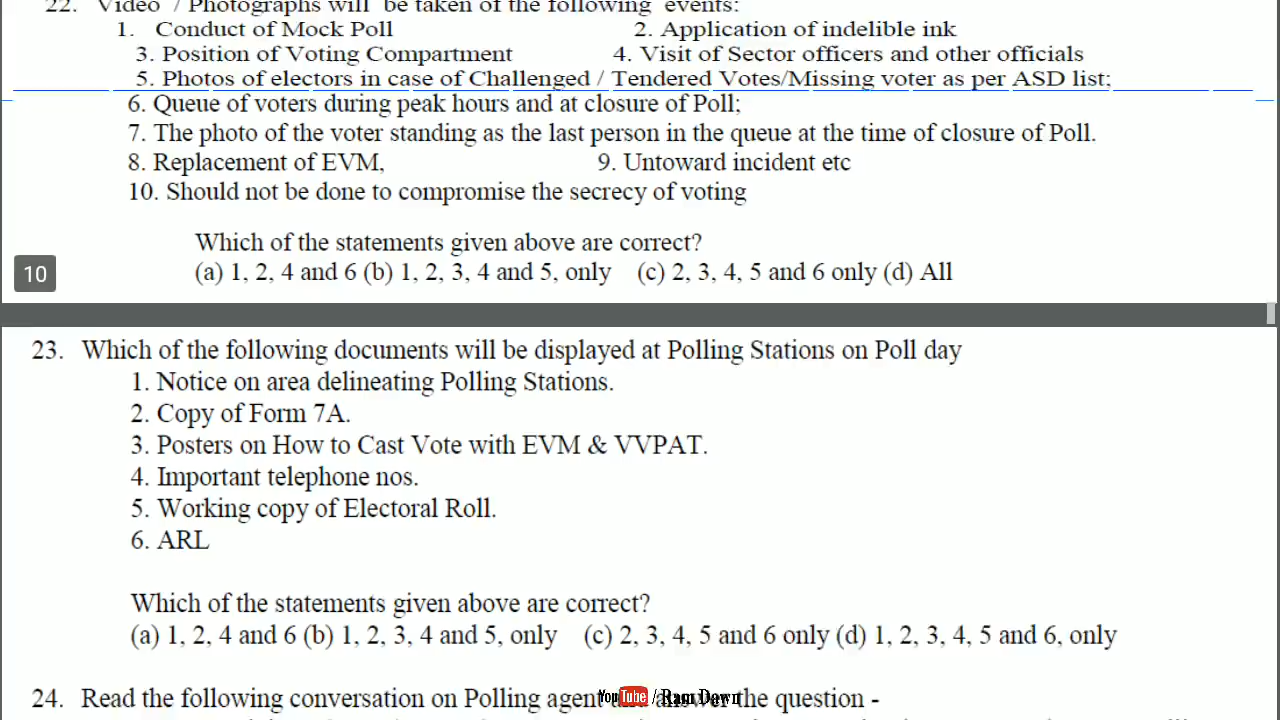 22. Video / Photographs will be taken of the following events:
1. Conduct of Mock Poll 2. Application of indelible ink
3. Position of Voting Compartment 4. Visit of Sector officers and other officials
5. Photos of electors in case of Challenged / Tendered Votes/Missing voter as per ASD list;
6. Queue of voters during peak hours and at closure of Poll;
7. The photo of the voter standing as the last person in the queue at the time of closure of Poll.
8. Replacement of EVM, 9. Untoward incident etc
10. Should not be done to compromise the secrecy of voting
Which of the statements given above are correct?
(a) 1, 2, 4 and 6 (b) 1, 2, 3, 4 and 5, only (c) 2, 3, 4, 5 and 6 only (d) All
10
23. Which of the following documents will be displayed at Polling Stations on Poll day
1. Notice on area delineating Polling Stations.
2. Copy of Form 7A.
3. Posters on How to Cast Vote with EVM & VVPAT.
4. Important telephone nos.
5. Working copy of Electoral Roll.
6. ARL
Which of the statements given above are correct?
(a) 1, 2, 4 and 6 (b) 1, 2, 3, 4 and 5, only (c) 2, 3, 4, 5 and 6 only (d) 1, 2, 3, 4, 5 and 6, only
24. Read the following conversation on Polling agent and answer the question -
YouTube / Ram Dawn